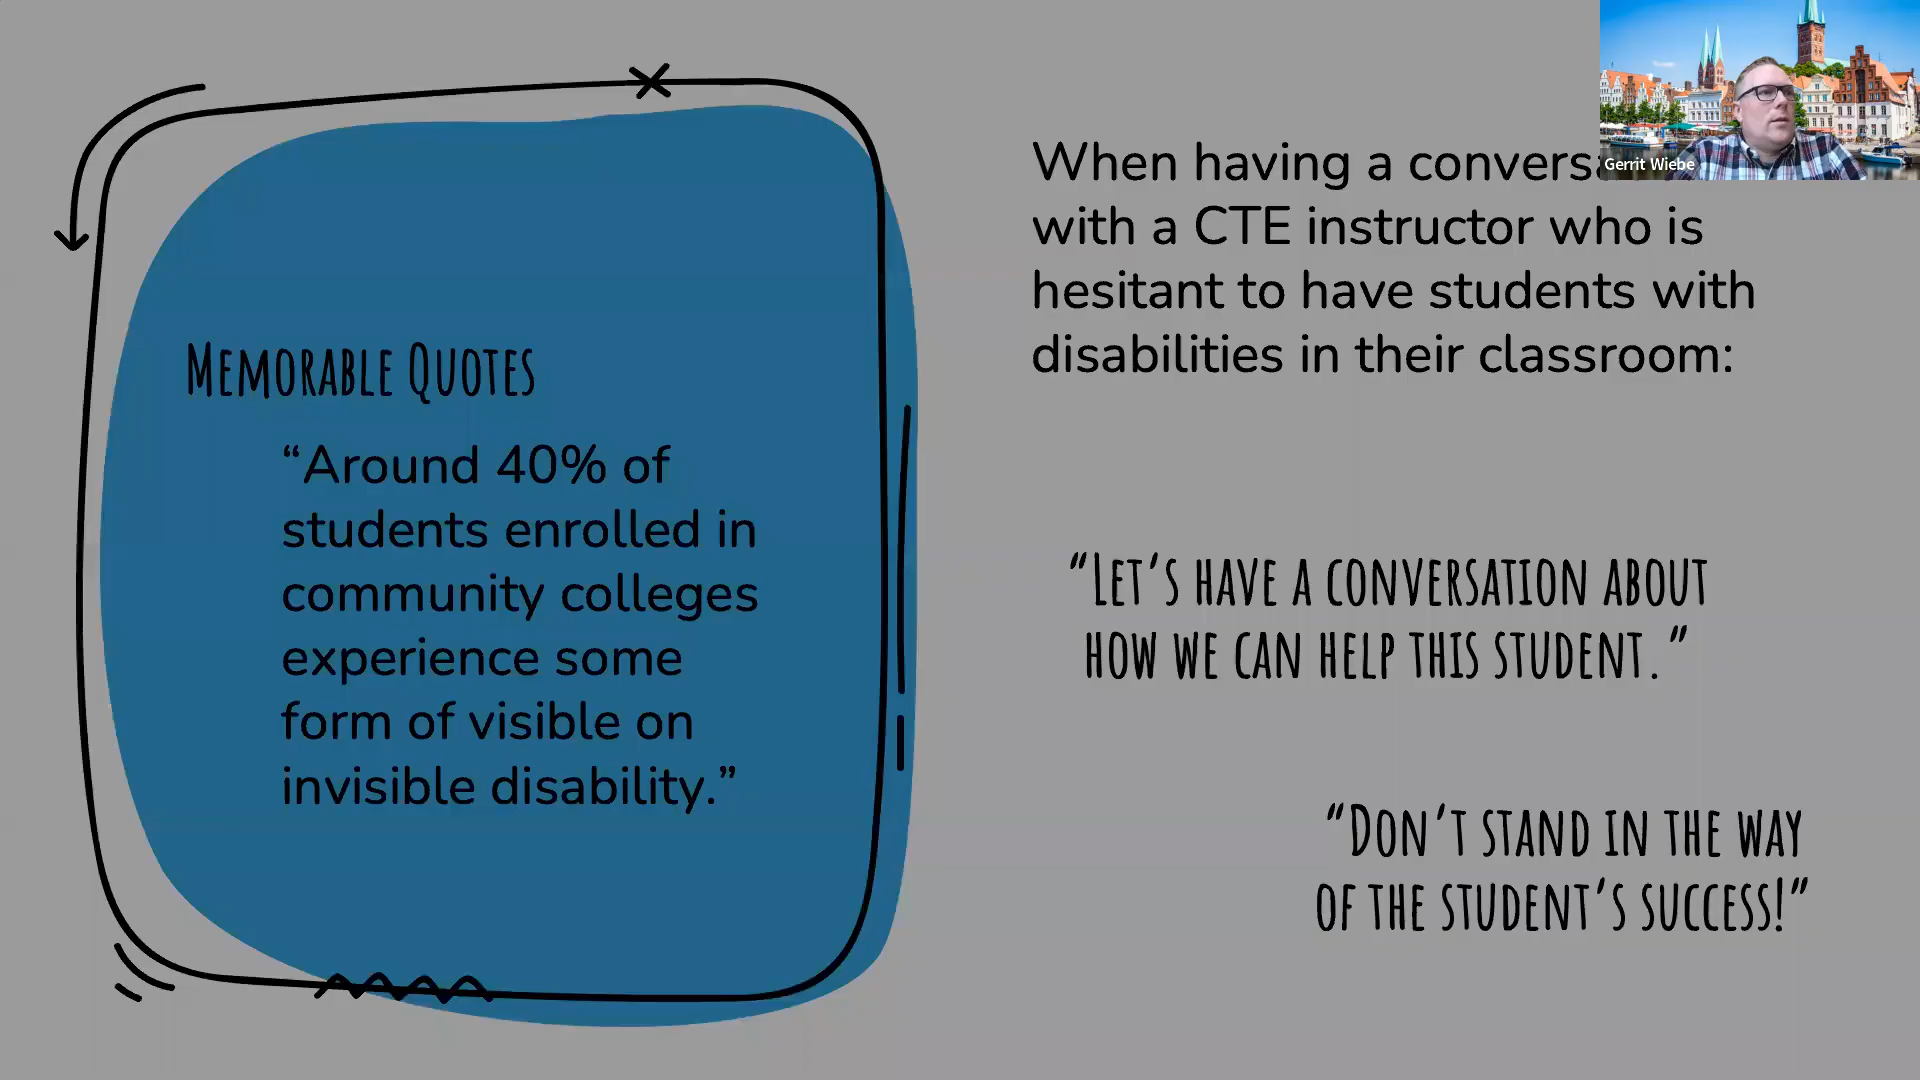 Memorable Quotes
“Around 40% of
students enrolled in
community colleges
experience some
form of visible on
invisible disability.”
When having a convers
with a CTE instructor who is
hesitant to have students with
disabilities in their classroom:
“Let’s have a conversation about
how we can help this student.”
“Don’t stand in the way
of the student’s success!”
Gerrit Wiebe